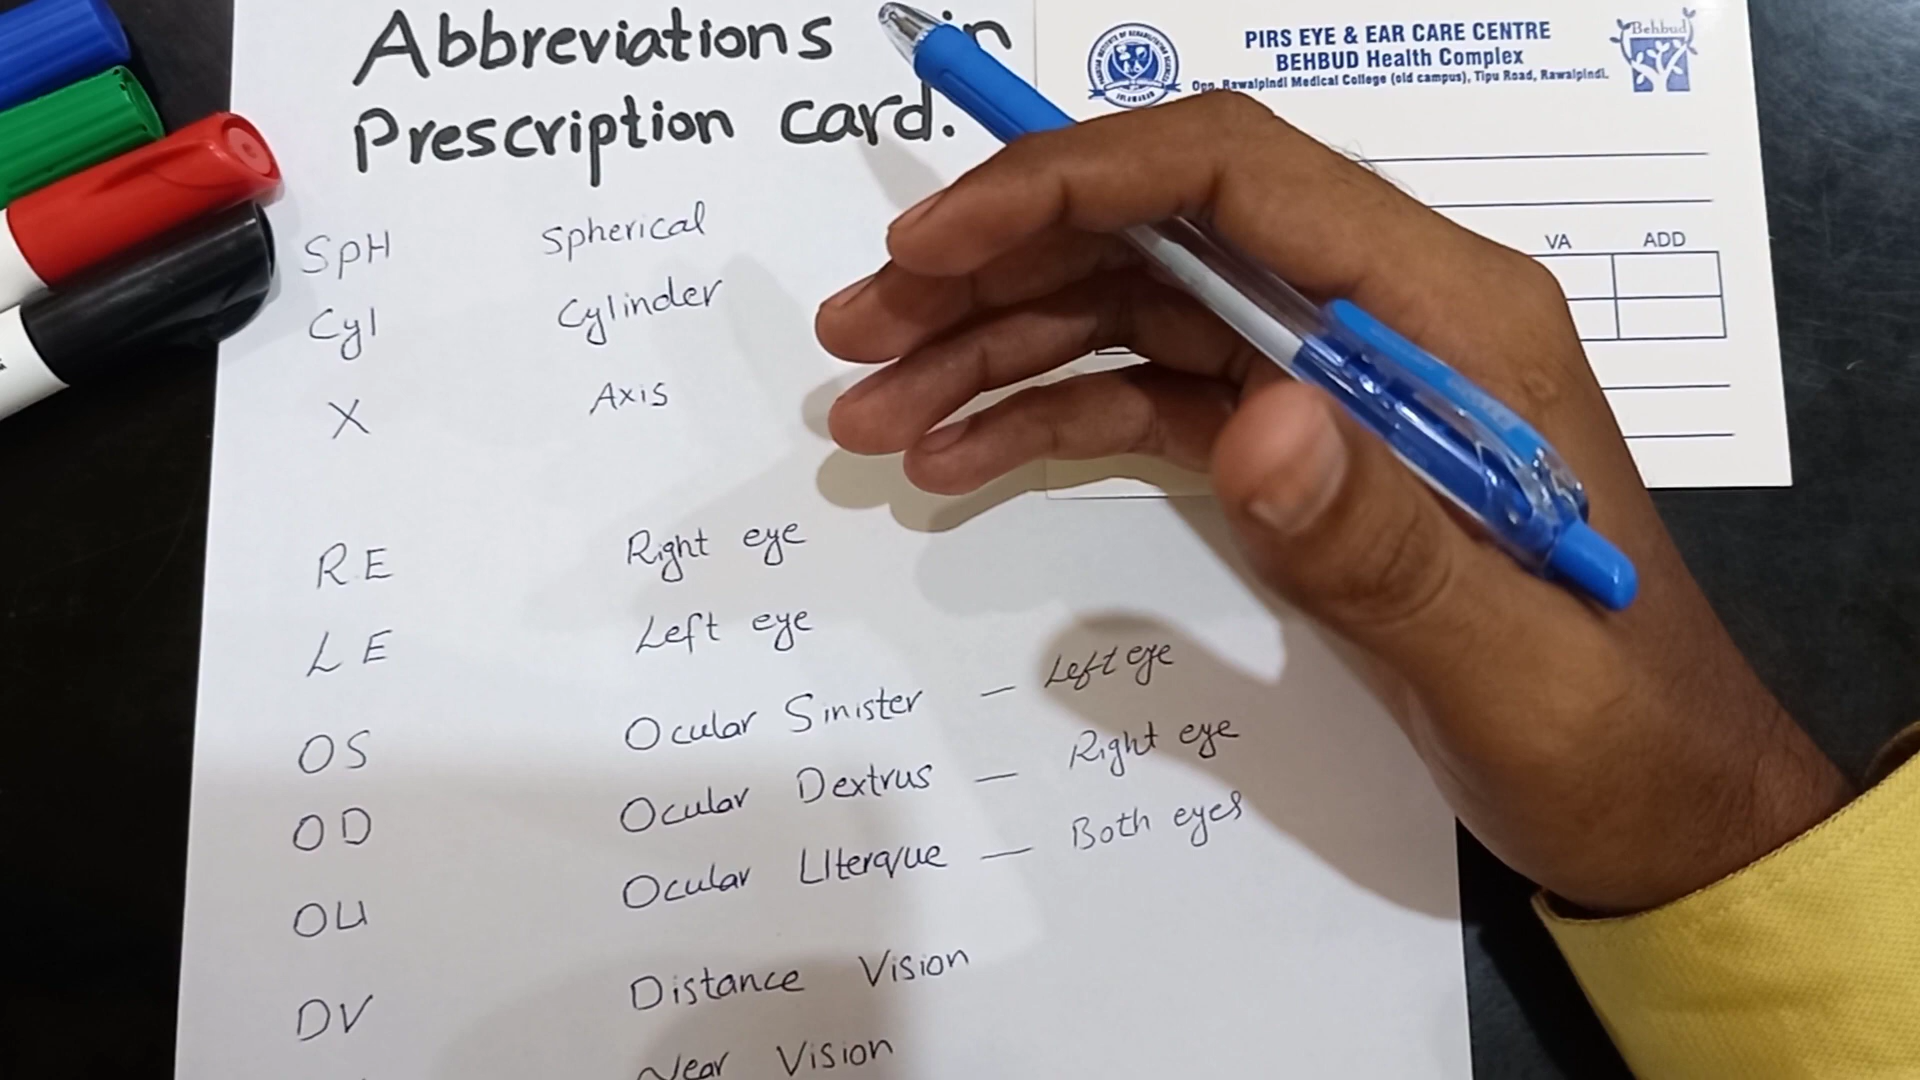 Abbreviations in
Prescription card.
SpH Spherical
Cyl Cylinder
X Axis
RE Right eye
LE Left eye
OS Ocular Sinister — Left eye
OD Ocular Dextrus — Right eye
OU Ocular Uterque — Both eyes
DV Distance Vision
Near Vision
PIRS EYE & EAR CARE CENTRE
BEHBUD Health Complex
Opp. Rawalpindi Medical College (old campus), Tipu Road, Rawalpindi.
Behbud
VA ADD